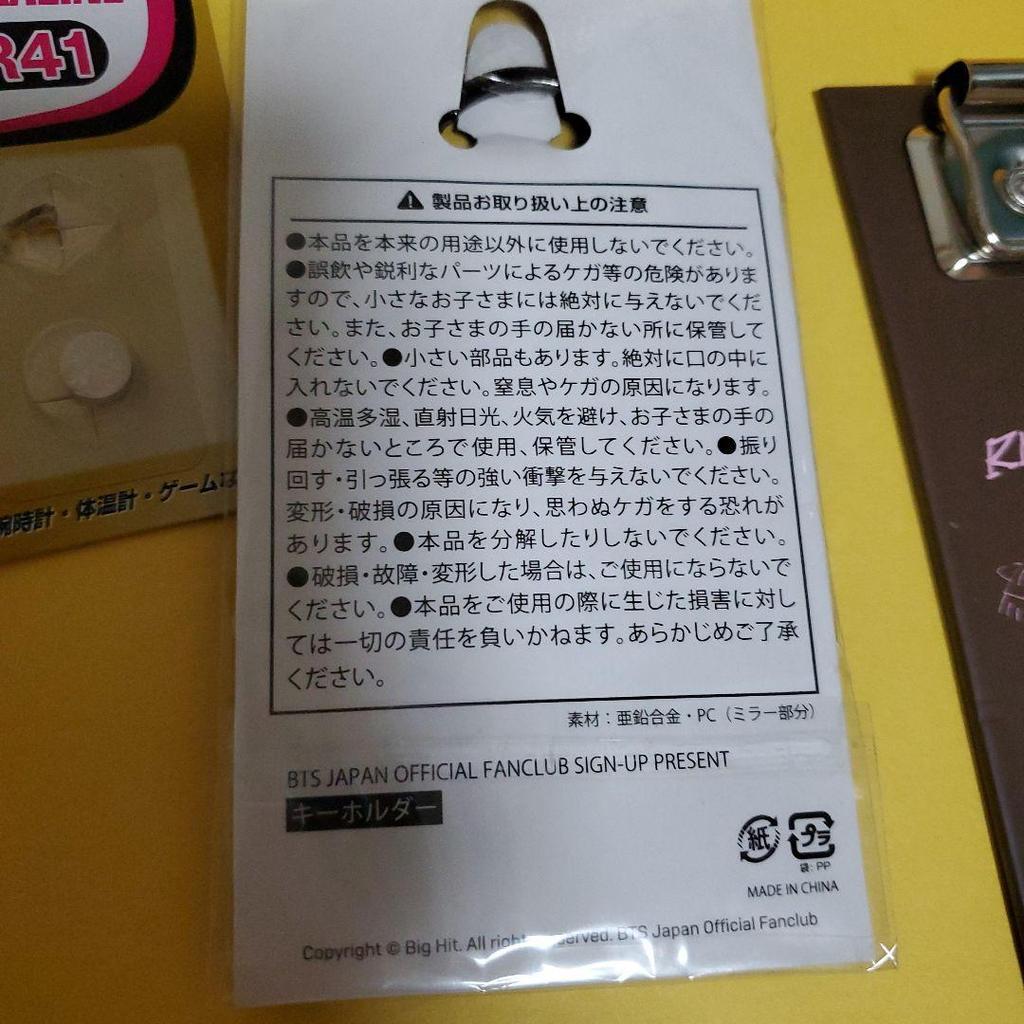 R41
⚠ 製品お取り扱い上の注意
●本品を本来の用途以外に使用しないでください。
●誤飲や鋭利なパーツによるケガ等の危険がありま
すので、小さなお子さまには絶対に与えないでくだ
さい。また、お子さまの手の届かない所に保管して
ください。●小さい部品もあります。絶対に口の中に
入れないでください。窒息やケガの原因になります。
●高温多湿、直射日光、火気を避け、お子さまの手の
届かないところで使用、保管してください。●振り
回す・引っ張る等の強い衝撃を与えないでください。
変形・破損の原因になり、思わぬケガをする恐れが
あります。●本品を分解したりしないでください。
●破損・故障・変形した場合は、ご使用にならないで
ください。●本品をご使用の際に生じた損害に対し
ては一切の責任を負いかねます。あらかじめご了承
ください。
素材：亜鉛合金・PC（ミラー部分）
BTS JAPAN OFFICIAL FANCLUB SIGN-UP PRESENT
キーホルダー
紙 プラ
袋: PP
MADE IN CHINA
Copyright © Big Hit. All rights reserved. BTS Japan Official Fanclub
腕時計・体温計・ゲーム